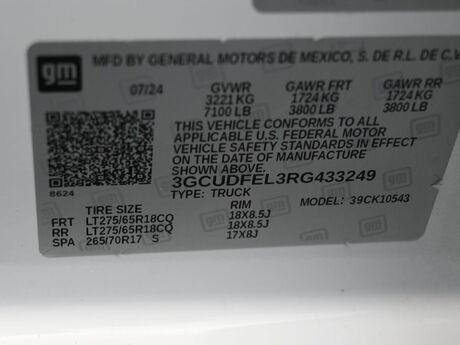 gm MFD BY GENERAL MOTORS DE MEXICO, S. DE R.L. DE C.V
07/24 GVWR GAWR FRT GAWR RR
3221 KG 1724 KG 1724 KG
7100 LB 3800 LB 3800 LB
THIS VEHICLE CONFORMS TO ALL
APPLICABLE U.S. FEDERAL MOTOR
VEHICLE SAFETY STANDARDS IN EFFECT
ON THE DATE OF MANUFACTURE
SHOWN ABOVE.
8624 3GCUDFEL3RG433249
TYPE: TRUCK
TIRE SIZE RIM MODEL: 39CK10543
FRT LT275/65R18CQ 18X8.5J
RR LT275/65R18CQ 18X8.5J
SPA 265/70R17 S 17X8J